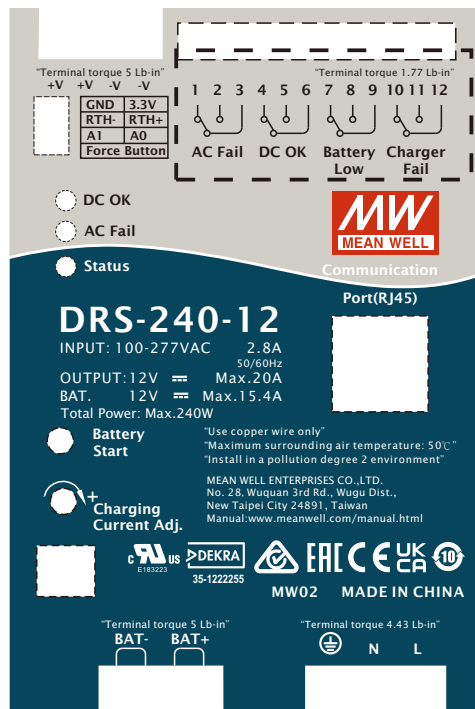 "Terminal torque 5 Lb-in"
+V +V -V -V
GND 3.3V
RTH- RTH+
A1 A0
Force Button
"Terminal torque 1.77 Lb-in"
1 2 3 4 5 6 7 8 9 10 11 12
AC Fail DC OK Battery Low Charger Fail
DC OK
AC Fail
Status
MW
MEAN WELL
Communication
Port(RJ45)
DRS-240-12
INPUT: 100-277VAC 2.8A
50/60Hz
OUTPUT: 12V Max.20A
BAT. 12V Max.15.4A
Total Power: Max.240W
Battery
Start
"Use copper wire only"
"Maximum surrounding air temperature: 50℃"
"Install in a pollution degree 2 environment"
+
Charging
Current Adj.
MEAN WELL ENTERPRISES CO.,LTD.
No. 28, Wuquan 3rd Rd., Wugu Dist.,
New Taipei City 24891, Taiwan
Manual:www.meanwell.com/manual.html
C RU US
E183223
DEKRA
35-1222255
EAC CE UKCA 10
MW02 MADE IN CHINA
"Terminal torque 5 Lb-in"
BAT- BAT+
"Terminal torque 4.43 Lb-in"
N L